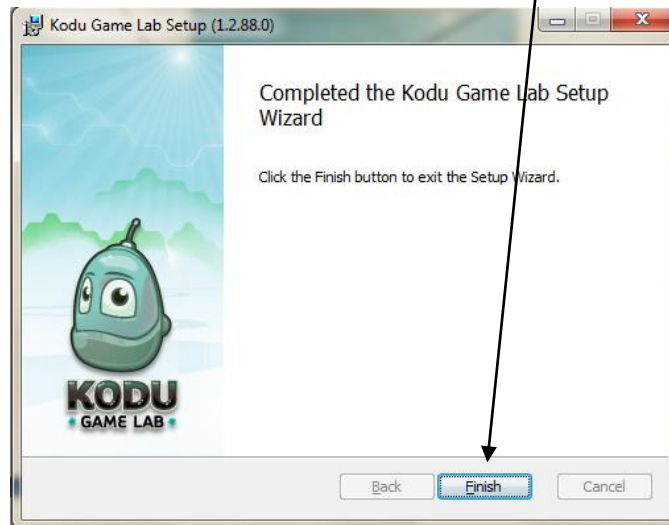 Kodu Game Lab Setup (1.2.88.0)
Completed the Kodu Game Lab Setup
Wizard
Click the Finish button to exit the Setup Wizard.
KODU
GAME LAB
Back Finish Cancel